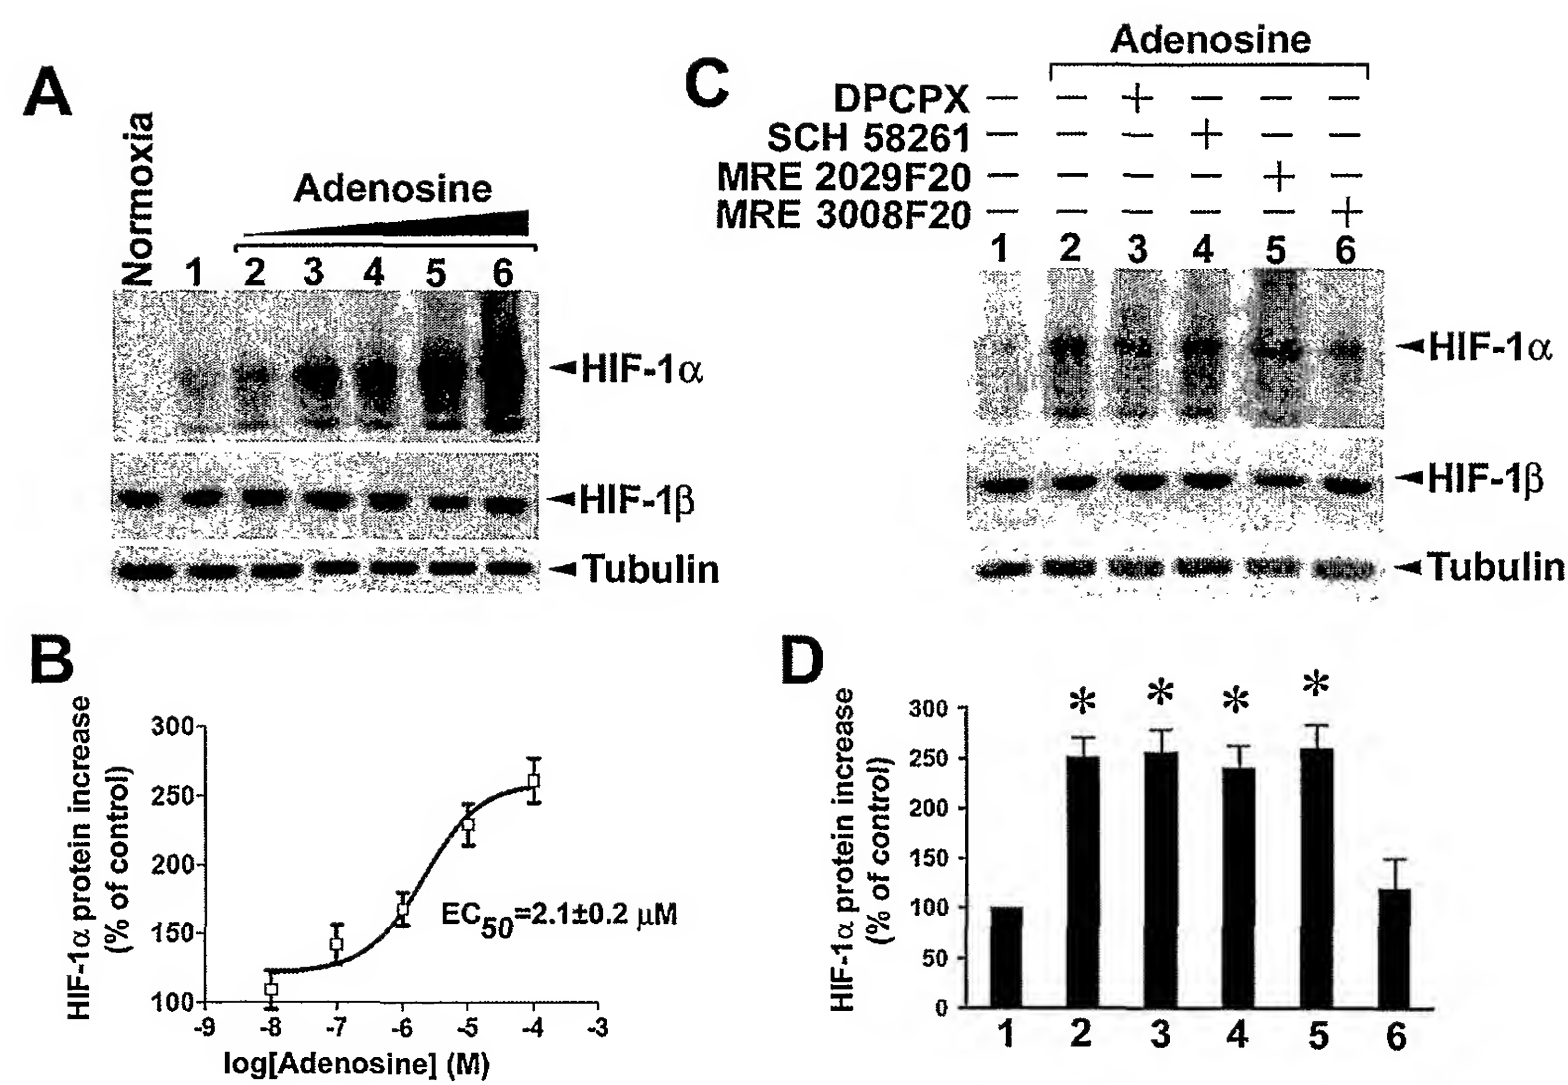 A
Normoxia
Adenosine
1 2 3 4 5 6
HIF-1α
HIF-1β
Tubulin
B
HIF-1α protein increase
(% of control)
300
250
200
150
100
EC50=2.1±0.2 μM
-9 -8 -7 -6 -5 -4 -3
log[Adenosine] (M)
C
Adenosine
DPCPX – – + – – –
SCH 58261 – – – + – –
MRE 2029F20 – – – – + –
MRE 3008F20 – – – – – +
1 2 3 4 5 6
HIF-1α
HIF-1β
Tubulin
D
HIF-1α protein increase
(% of control)
300
250
200
150
100
50
0
* * * *
1 2 3 4 5 6